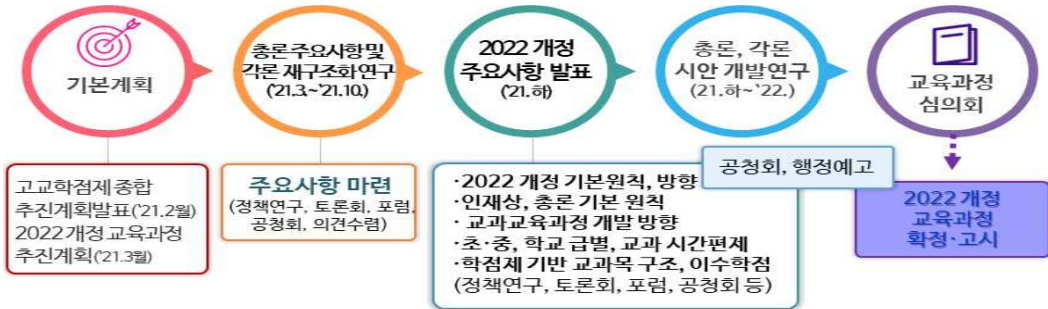 기본계획
총론 주요사항 및
각론 재구조화 연구
('21.3.~'21.10.)
2022 개정
주요사항 발표
('21.하)
총론, 각론
시안 개발연구
(21.하~'22.)
교육과정
심의회
고교학점제 종합
추진계획발표('21.2월)
2022 개정 교육과정
추진계획('21.3월)
주요사항 마련
(정책연구, 토론회, 포럼,
공청회, 의견수렴)
·2022 개정 기본원칙, 방향
·인재상, 총론 기본 원칙
·교과교육과정 개발 방향
·초·중, 학교 급별, 교과 시간편제
·학점제 기반 교과목 구조, 이수학점
(정책연구, 토론회, 포럼, 공청회 등)
공청회, 행정예고
2022 개정
교육과정
확정·고시